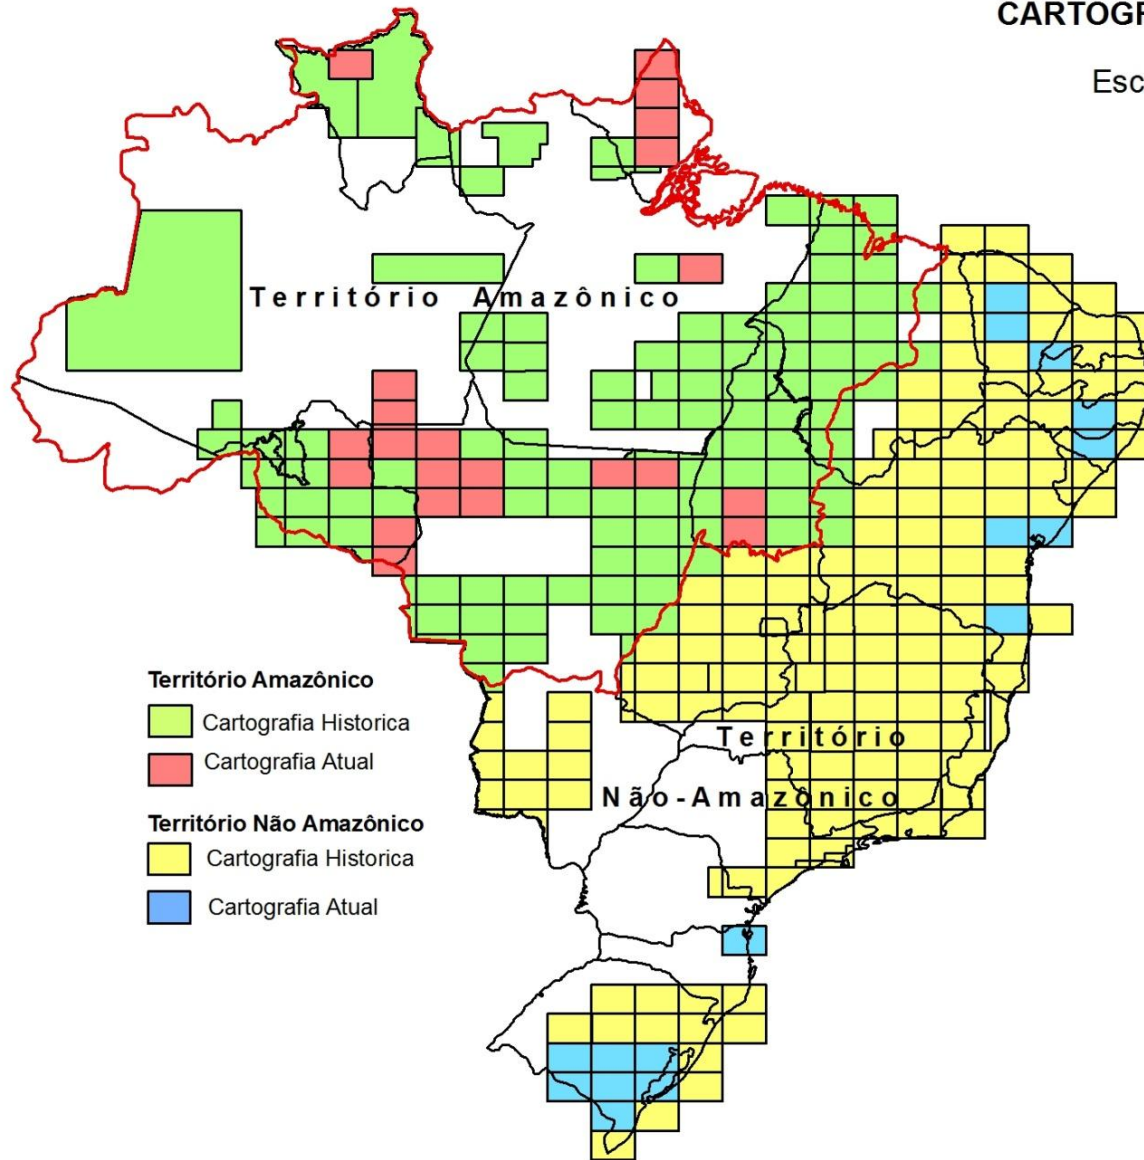 CARTOGR
Esc
Território Amazônico
Território Amazônico
Cartografia Historica
Cartografia Atual
Território
Não-Amazônico
Território Não Amazônico
Cartografia Historica
Cartografia Atual